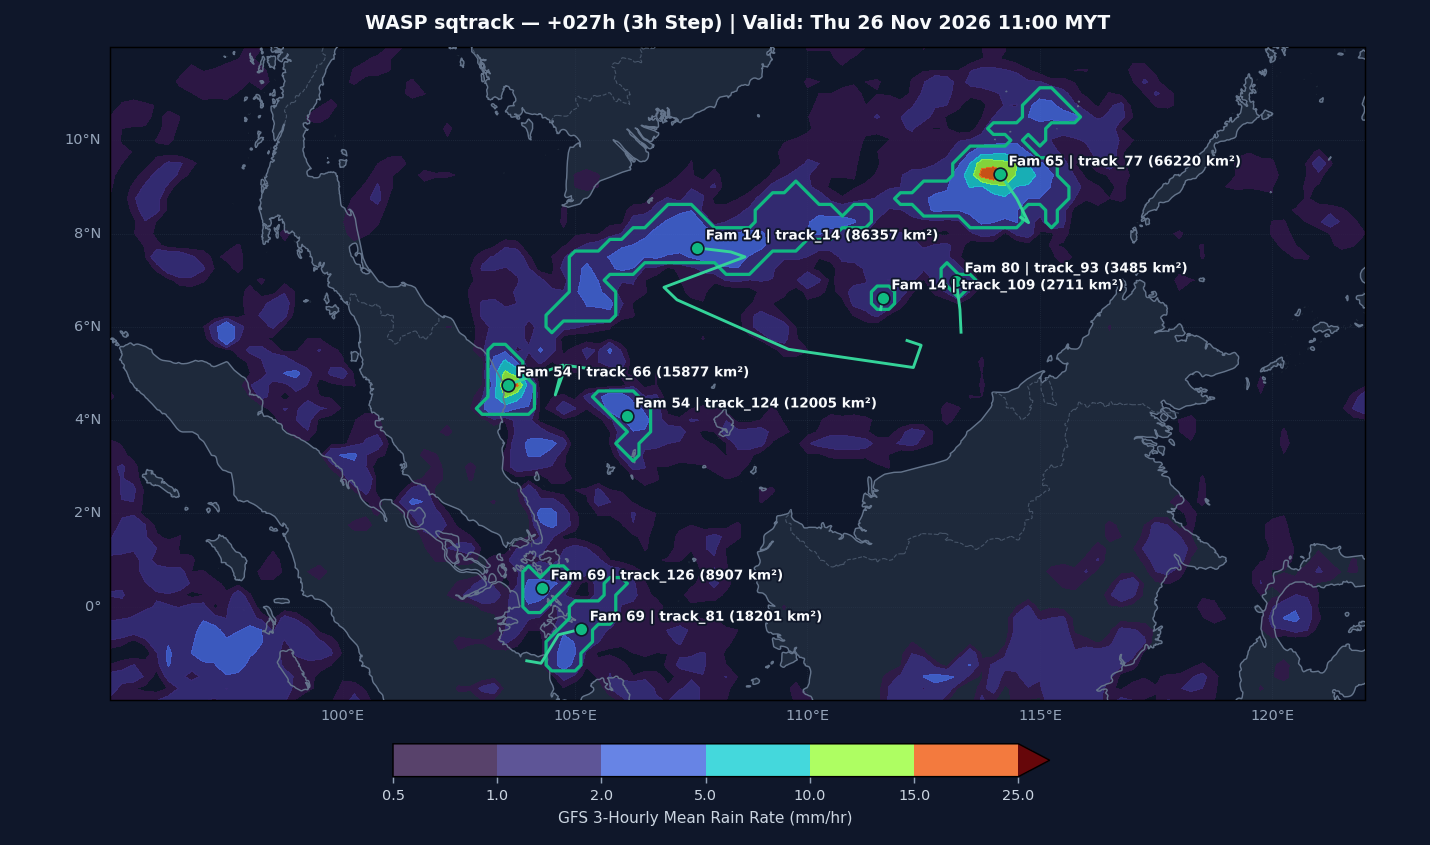 WASP sqtrack — +027h (3h Step) | Valid: Thu 26 Nov 2026 11:00 MYT
10°N
8°N
6°N
4°N
2°N
0°
Fam 65 | track_77 (66220 km²)
Fam 14 | track_14 (86357 km²)
Fam 80 | track_93 (3485 km²)
Fam 14 | track_109 (2711 km²)
Fam 54 | track_66 (15877 km²)
Fam 54 | track_124 (12005 km²)
Fam 69 | track_126 (8907 km²)
Fam 69 | track_81 (18201 km²)
100°E 105°E 110°E 115°E 120°E
0.5 1.0 2.0 5.0 10.0 15.0 25.0
GFS 3-Hourly Mean Rain Rate (mm/hr)